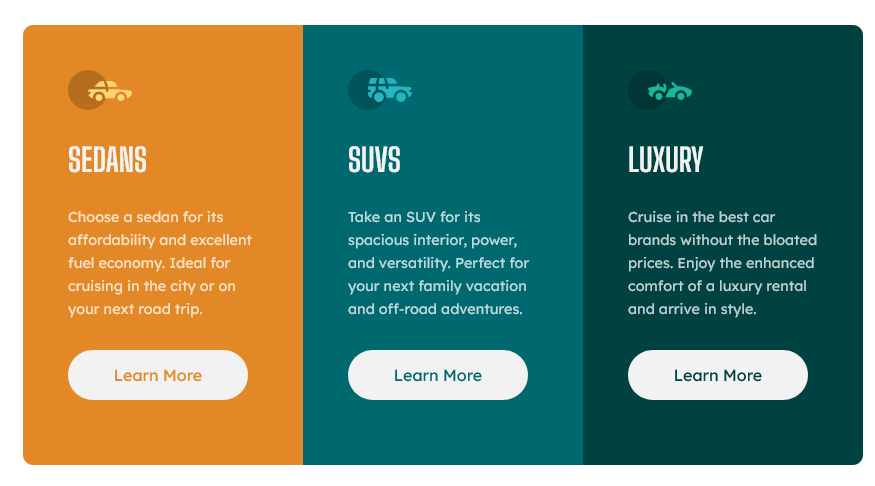 SEDANS
Choose a sedan for its
affordability and excellent
fuel economy. Ideal for
cruising in the city or on
your next road trip.
Learn More
SUVS
Take an SUV for its
spacious interior, power,
and versatility. Perfect for
your next family vacation
and off-road adventures.
Learn More
LUXURY
Cruise in the best car
brands without the bloated
prices. Enjoy the enhanced
comfort of a luxury rental
and arrive in style.
Learn More